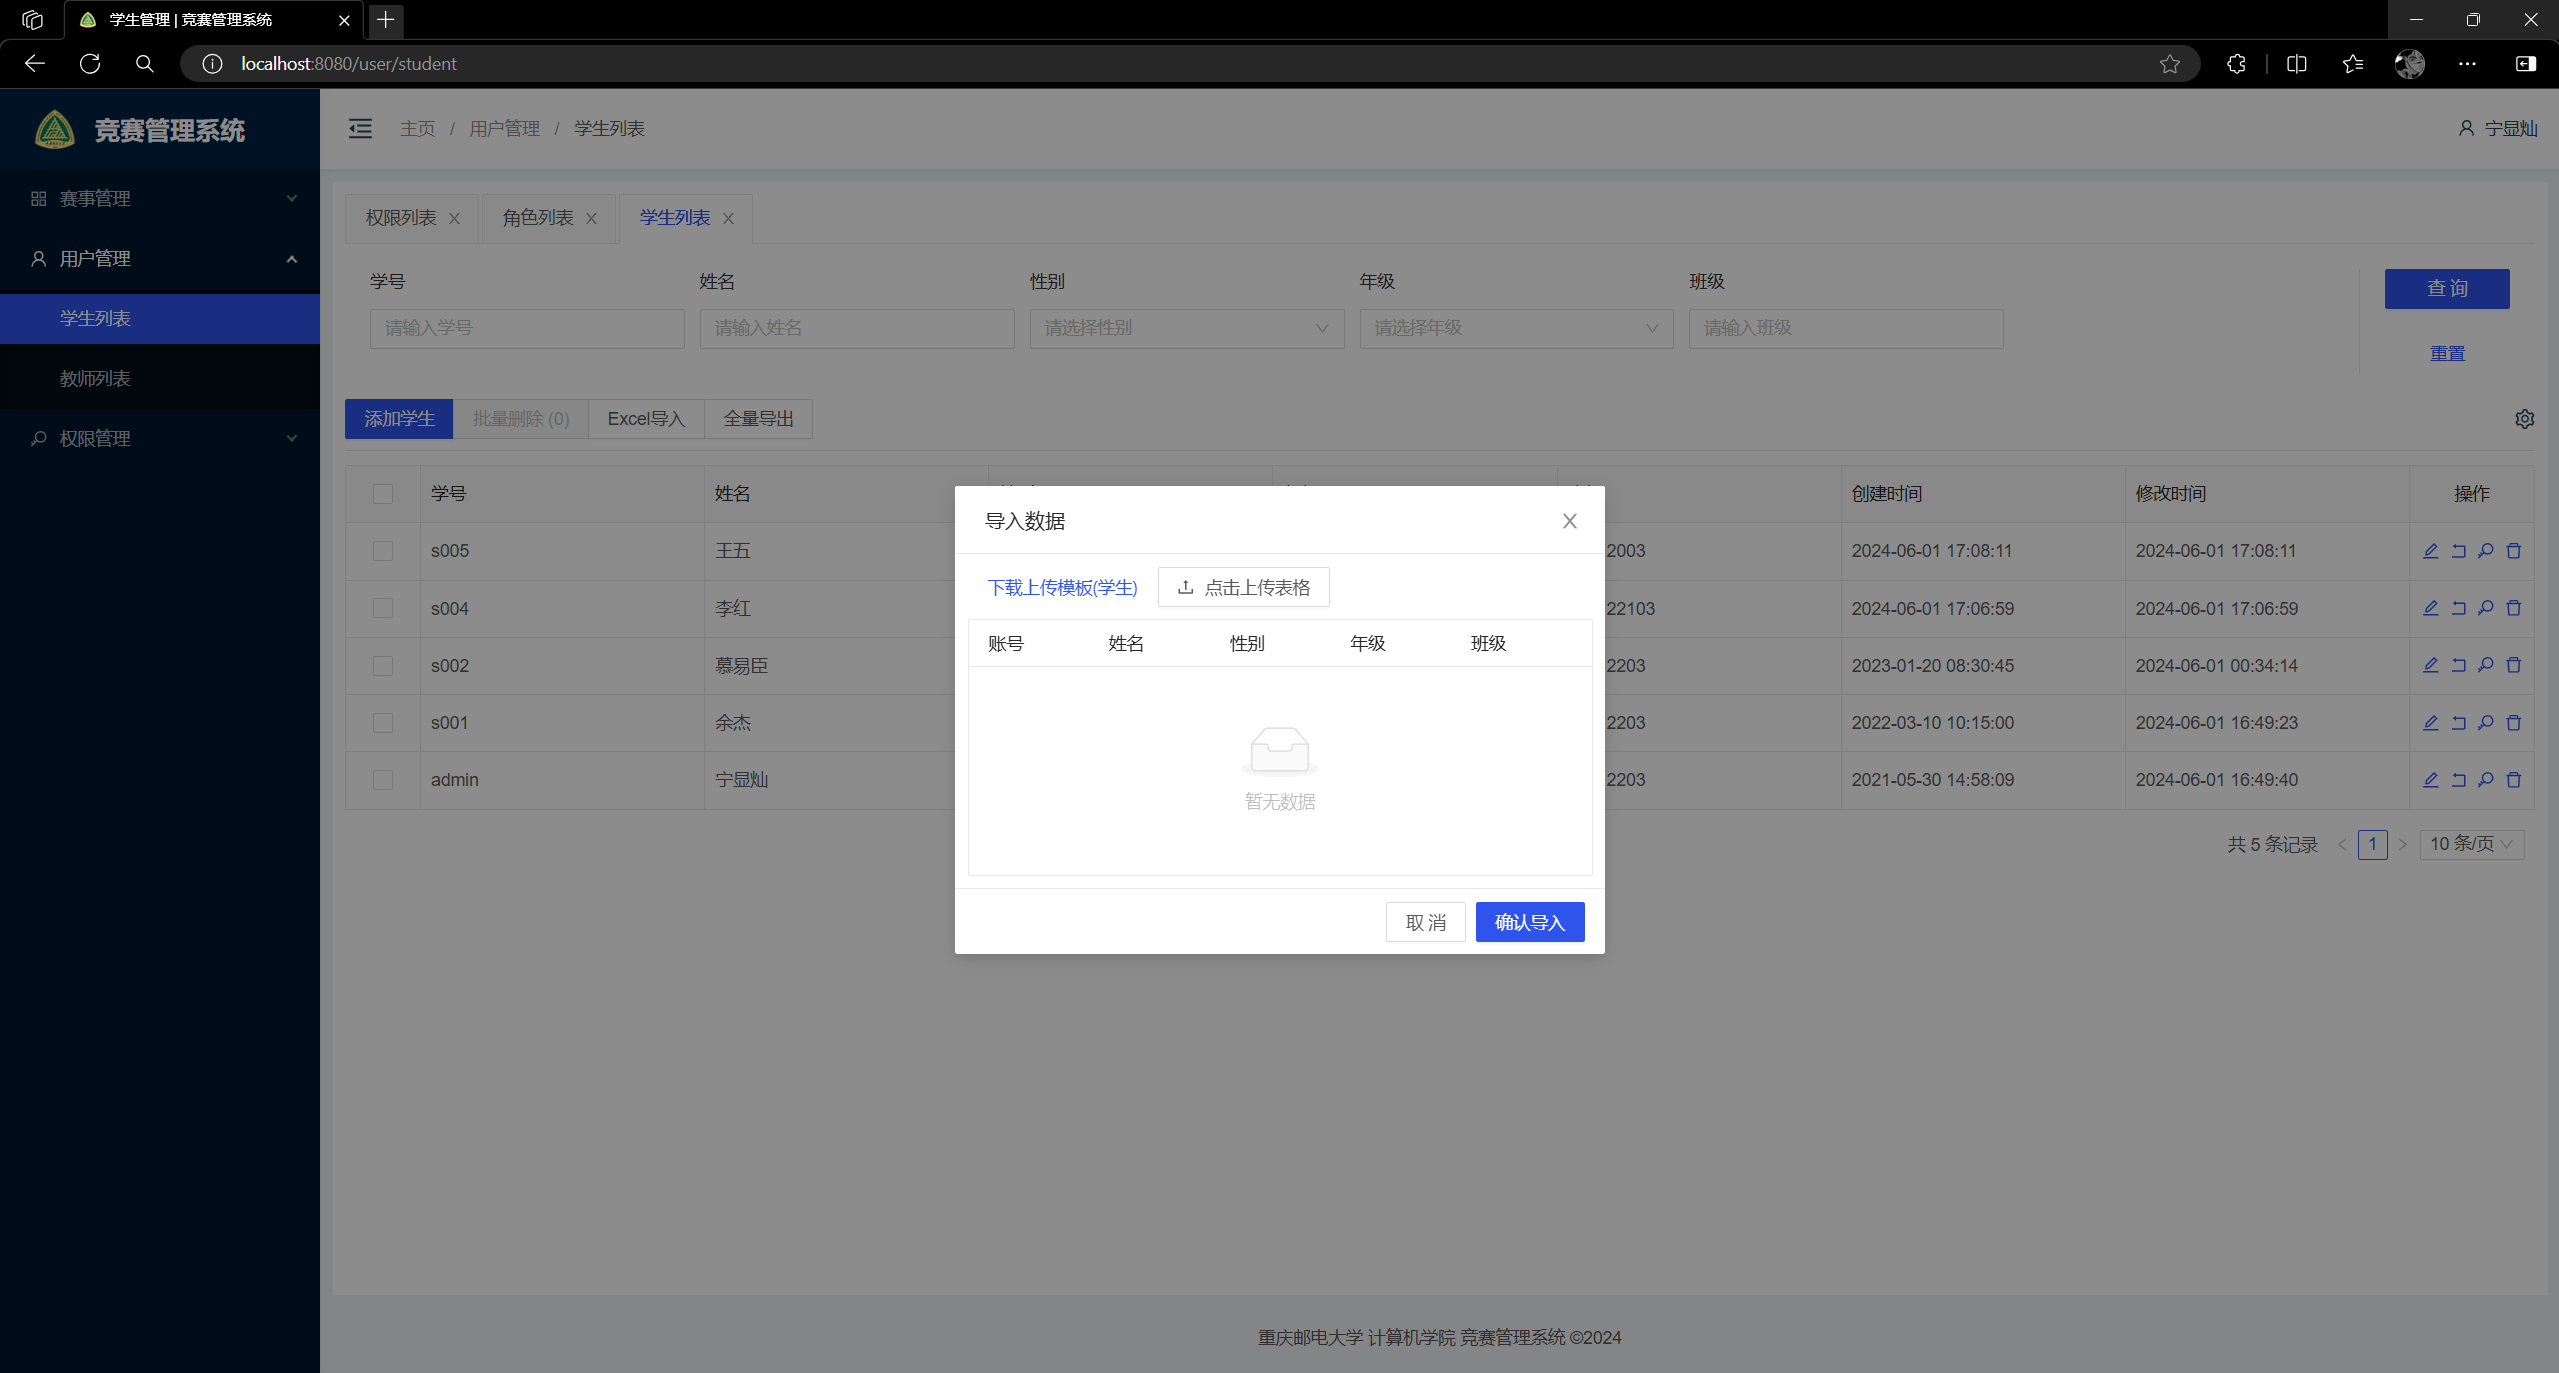 学生管理 | 竞赛管理系统
localhost:8080/user/student
竞赛管理系统
主页 / 用户管理 / 学生列表
宁显灿
赛事管理
用户管理
学生列表
教师列表
权限管理
权限列表
角色列表
学生列表
学号
姓名
性别
年级
班级
请输入学号
请输入姓名
请选择性别
请选择年级
请输入班级
查 询
重置
添加学生
批量删除 (0)
Excel导入
全量导出
学号 姓名 创建时间 修改时间 操作
s005 王五 2003 2024-06-01 17:08:11 2024-06-01 17:08:11
s004 李红 22103 2024-06-01 17:06:59 2024-06-01 17:06:59
s002 慕易臣 2203 2023-01-20 08:30:45 2024-06-01 00:34:14
s001 余杰 2203 2022-03-10 10:15:00 2024-06-01 16:49:23
admin 宁显灿 2203 2021-05-30 14:58:09 2024-06-01 16:49:40
共 5 条记录
1
10 条/页
导入数据
下载上传模板(学生)
点击上传表格
账号 姓名 性别 年级 班级
暂无数据
取 消
确认导入
重庆邮电大学 计算机学院 竞赛管理系统 ©2024